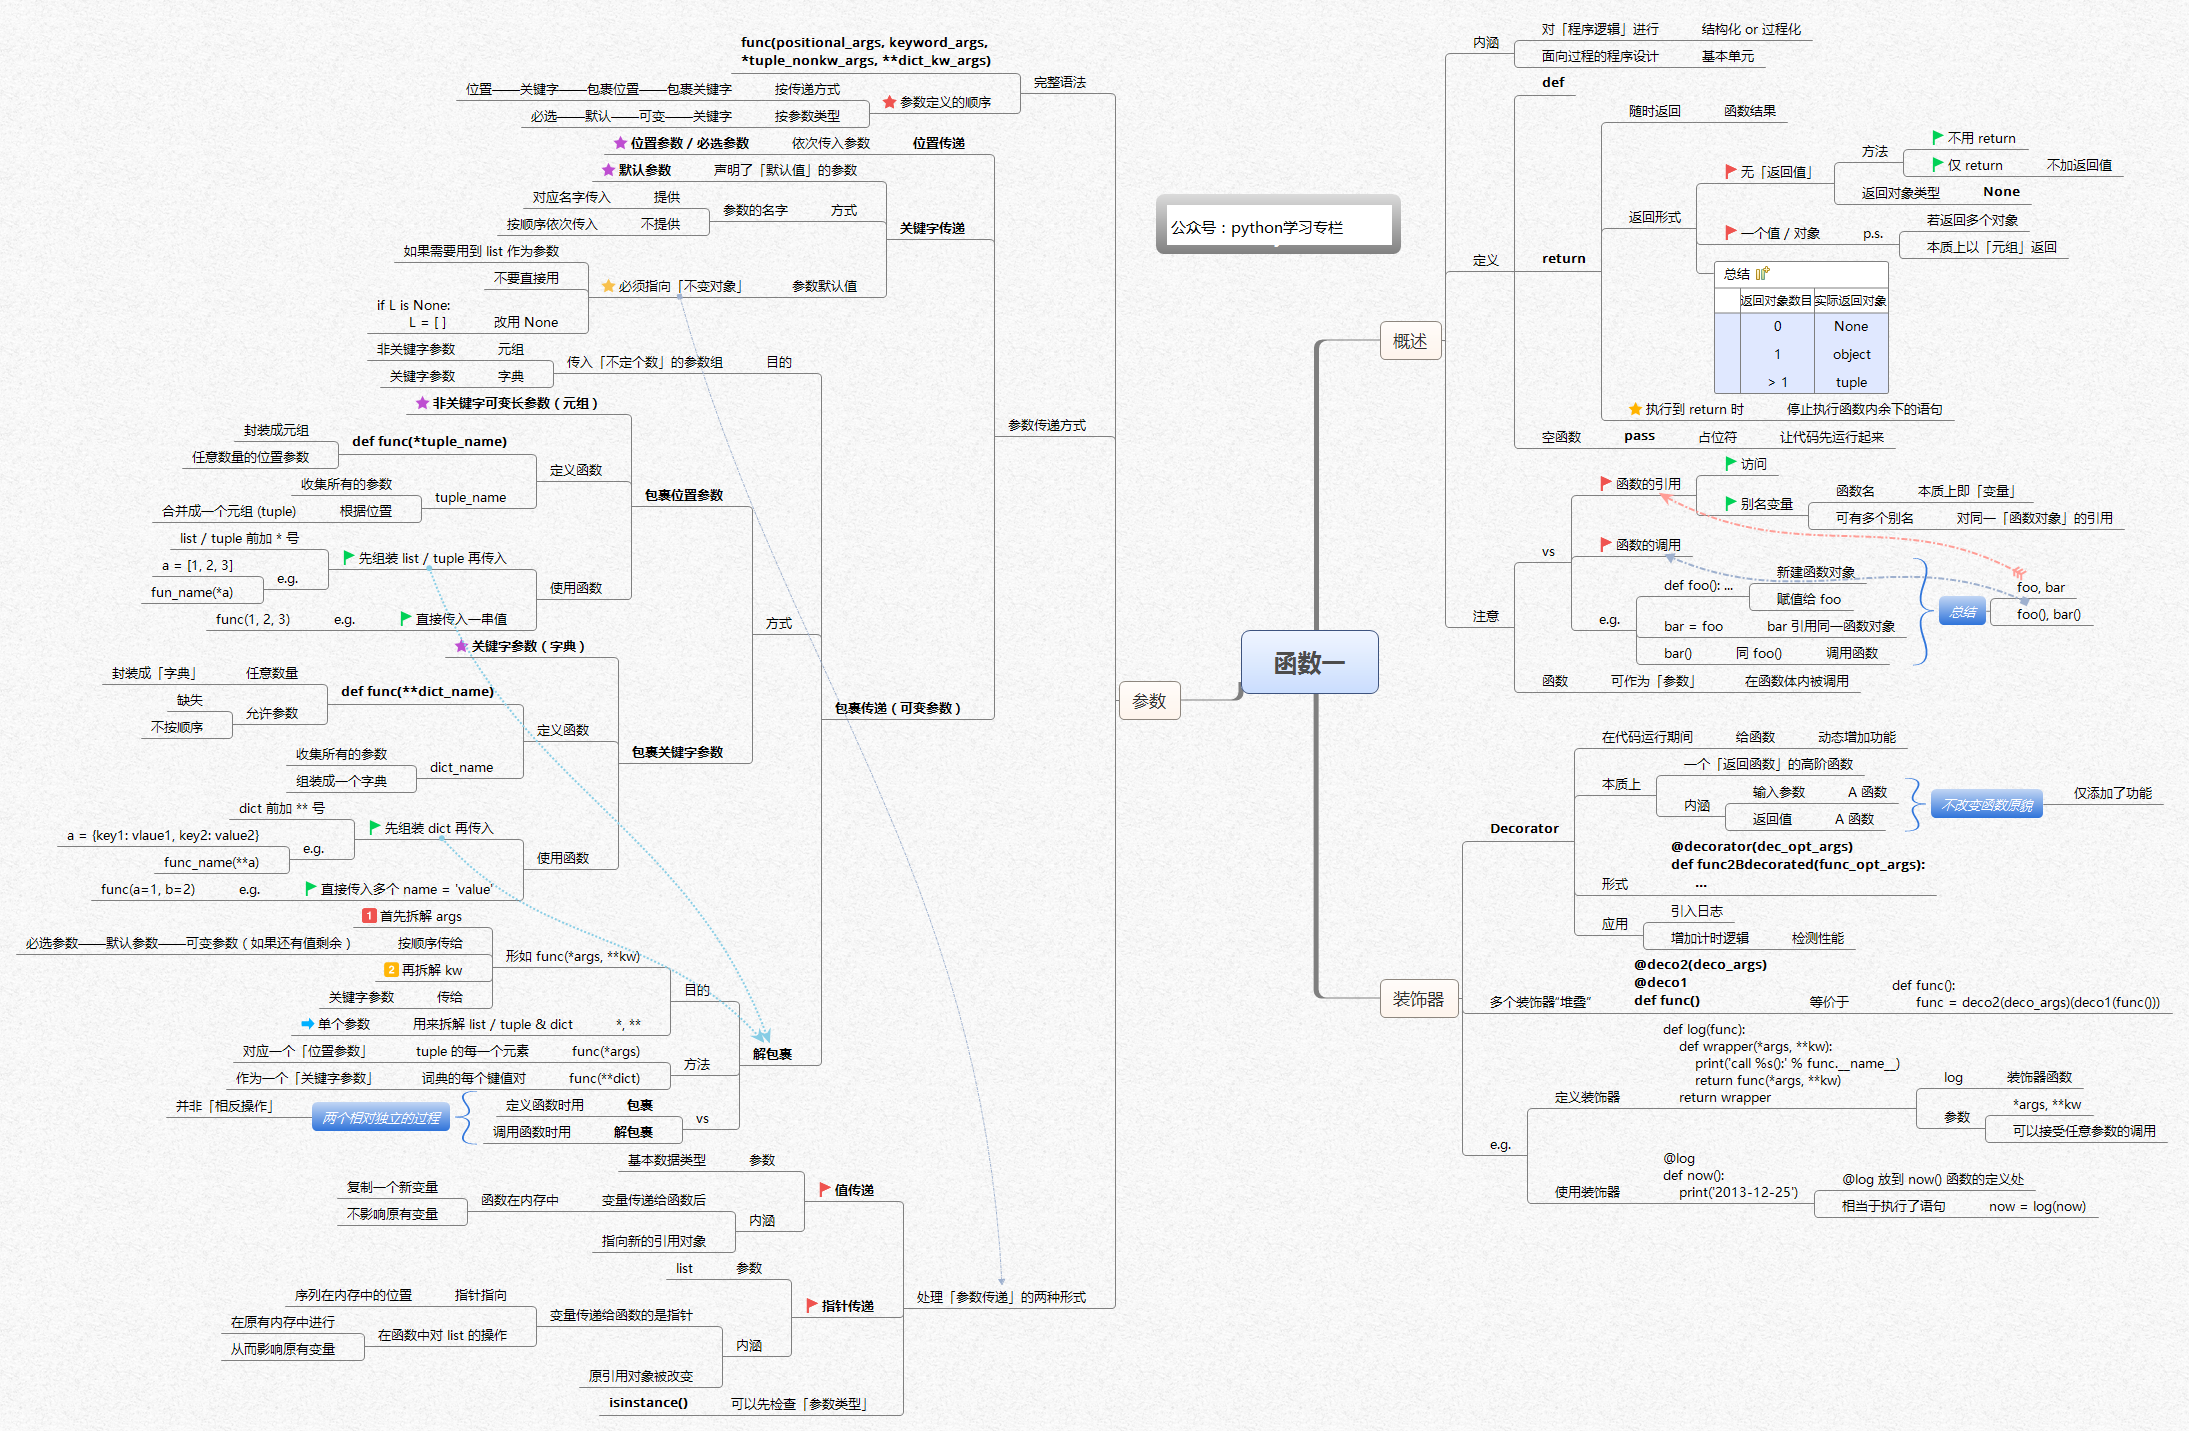 函数一
公众号：python学习专栏
概述
内涵
对「程序逻辑」进行
结构化 or 过程化
面向过程的程序设计
基本单元
定义
def
return
随时返回
函数结果
返回形式
无「返回值」
方法
不用 return
仅 return
不加返回值
返回对象类型
None
一个值 / 对象
p.s.
若返回多个对象
本质上以「元组」返回
总结
返回对象数目 实际返回对象
0 None
1 object
> 1 tuple
执行到 return 时
停止执行函数内余下的语句
空函数
pass
占位符
让代码先运行起来
注意
vs
函数的引用
访问
别名变量
函数名
本质上即「变量」
可有多个别名
对同一「函数对象」的引用
函数的调用
e.g.
def foo(): ...
新建函数对象
赋值给 foo
bar = foo
bar 引用同一函数对象
bar()
同 foo()
调用函数
总结
foo, bar
foo(), bar()
函数
可作为「参数」
在函数体内被调用
装饰器
Decorator
在代码运行期间
给函数
动态增加功能
本质上
一个「返回函数」的高阶函数
内涵
输入参数
A 函数
返回值
A 函数
不改变函数原貌
仅添加了功能
形式
@decorator(dec_opt_args)
def func2Bdecorated(func_opt_args):
...
应用
引入日志
增加计时逻辑
检测性能
多个装饰器"堆叠"
@deco2(deco_args)
@deco1
def func()
等价于
def func():
func = deco2(deco_args)(deco1(func()))
e.g.
定义装饰器
def log(func):
def wrapper(*args, **kw):
print('call %s():' % func.__name__)
return func(*args, **kw)
return wrapper
log
装饰器函数
参数
*args, **kw
可以接受任意参数的调用
使用装饰器
@log
def now():
print('2013-12-25')
@log 放到 now() 函数的定义处
相当于执行了语句
now = log(now)
参数
完整语法
func(positional_args, keyword_args,
*tuple_nonkw_args, **dict_kw_args)
参数定义的顺序
按传递方式
位置——关键字——包裹位置——包裹关键字
按参数类型
必选——默认——可变——关键字
参数传递方式
位置传递
依次传入参数
位置参数 / 必选参数
关键字传递
声明了「默认值」的参数
默认参数
方式
参数的名字
提供
对应名字传入
不提供
按顺序依次传入
参数默认值
必须指向「不变对象」
如果需要用到 list 作为参数
不要直接用
改用 None
if L is None:
L = [ ]
包裹传递（可变参数）
目的
传入「不定个数」的参数组
元组
非关键字参数
字典
关键字参数
方式
包裹位置参数
非关键字可变长参数（元组）
定义函数
def func(*tuple_name)
封装成元组
任意数量的位置参数
tuple_name
收集所有的参数
根据位置
合并成一个元组 (tuple)
使用函数
先组装 list / tuple 再传入
list / tuple 前加 * 号
e.g.
a = [1, 2, 3]
fun_name(*a)
直接传入一串值
e.g.
func(1, 2, 3)
包裹关键字参数
关键字参数（字典）
定义函数
def func(**dict_name)
任意数量
封装成「字典」
允许参数
缺失
不按顺序
dict_name
收集所有的参数
组装成一个字典
使用函数
先组装 dict 再传入
dict 前加 ** 号
e.g.
a = {key1: vlaue1, key2: value2}
func_name(**a)
直接传入多个 name = 'value'
e.g.
func(a=1, b=2)
解包裹
目的
形如 func(*args, **kw)
1 首先拆解 args
按顺序传给
必选参数——默认参数——可变参数（如果还有值剩余）
2 再拆解 kw
传给
关键字参数
*, **
用来拆解 list / tuple & dict
单个参数
方法
func(*args)
tuple 的每一个元素
对应一个「位置参数」
func(**dict)
词典的每个键值对
作为一个「关键字参数」
vs
包裹
定义函数时用
解包裹
调用函数时用
两个相对独立的过程
并非「相反操作」
处理「参数传递」的两种形式
值传递
参数
基本数据类型
内涵
变量传递给函数后
函数在内存中
复制一个新变量
不影响原有变量
指向新的引用对象
指针传递
参数
list
内涵
变量传递给函数的是指针
指针指向
序列在内存中的位置
在函数中对 list 的操作
在原有内存中进行
从而影响原有变量
原引用对象被改变
可以先检查「参数类型」
isinstance()